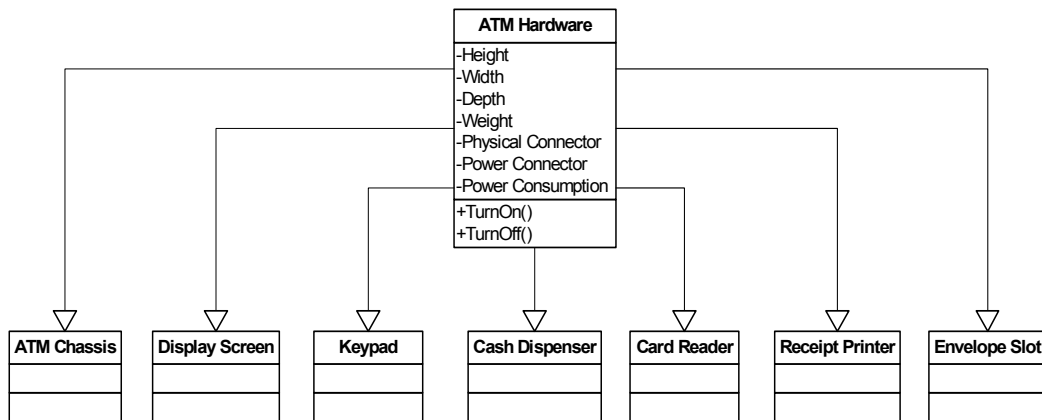 ATM Hardware
-Height
-Width
-Depth
-Weight
-Physical Connector
-Power Connector
-Power Consumption
+TurnOn()
+TurnOff()
ATM Chassis
Display Screen
Keypad
Cash Dispenser
Card Reader
Receipt Printer
Envelope Slot